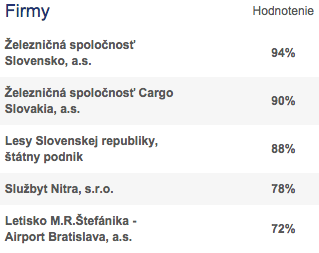 Firmy Hodnotenie
Železničná spoločnosť
Slovensko, a.s.
94%
Železničná spoločnosť Cargo
Slovakia, a.s.
90%
Lesy Slovenskej republiky,
štátny podnik
88%
Službyt Nitra, s.r.o. 78%
Letisko M.R.Štefánika -
Airport Bratislava, a.s.
72%